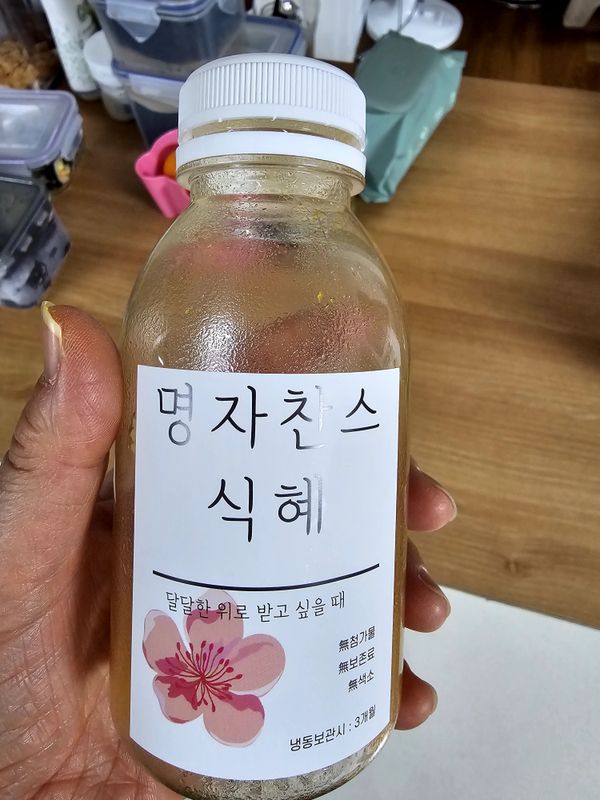 명자찬스
식혜
달달한 위로 받고 싶을 때
無첨가물
無보존료
無색소
냉동보관시 : 3개월